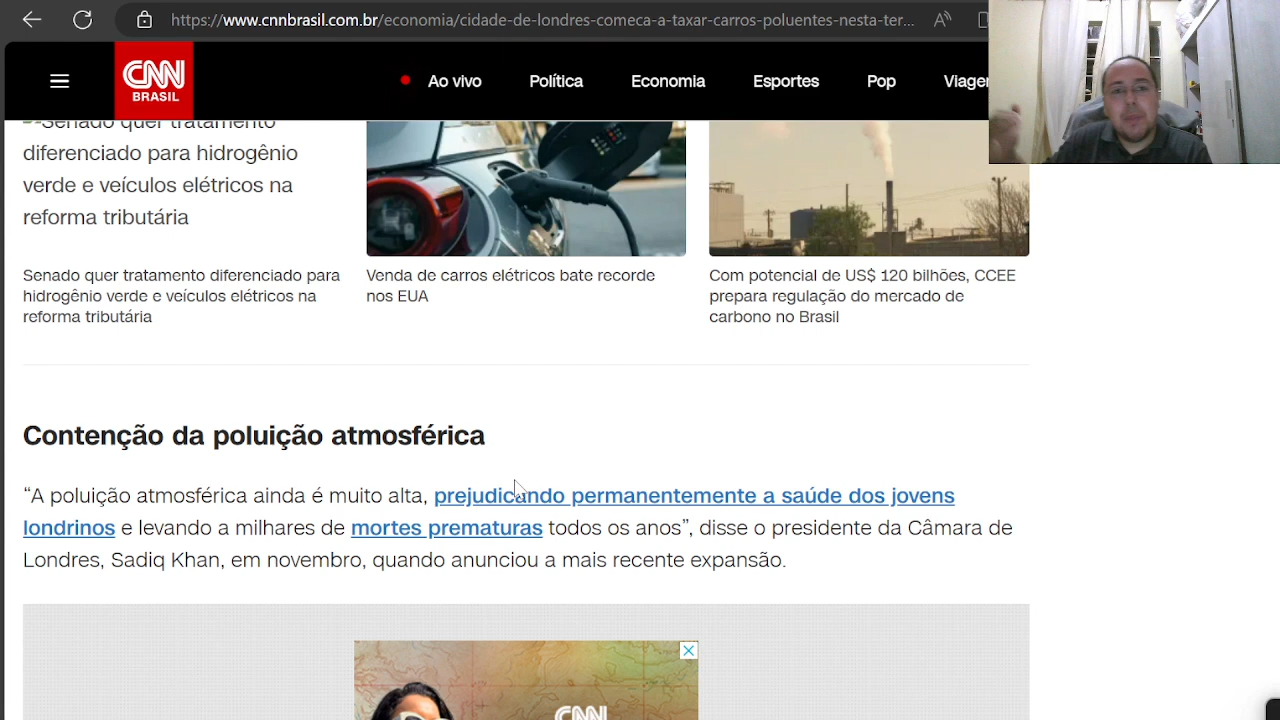 https://www.cnnbrasil.com.br/economia/cidade-de-londres-comeca-a-taxar-carros-poluentes-nesta-ter...
CNN
BRASIL
Ao vivo
Política
Economia
Esportes
Pop
Viagem
Senado quer tratamento
diferenciado para hidrogênio
verde e veículos elétricos na
reforma tributária
Senado quer tratamento diferenciado para
hidrogênio verde e veículos elétricos na
reforma tributária
Venda de carros elétricos bate recorde
nos EUA
Com potencial de US$ 120 bilhões, CCEE
prepara regulação do mercado de
carbono no Brasil
Contenção da poluição atmosférica
“A poluição atmosférica ainda é muito alta, prejudicando permanentemente a saúde dos jovens
londrinos e levando a milhares de mortes prematuras todos os anos”, disse o presidente da Câmara de
Londres, Sadiq Khan, em novembro, quando anunciou a mais recente expansão.
CNN